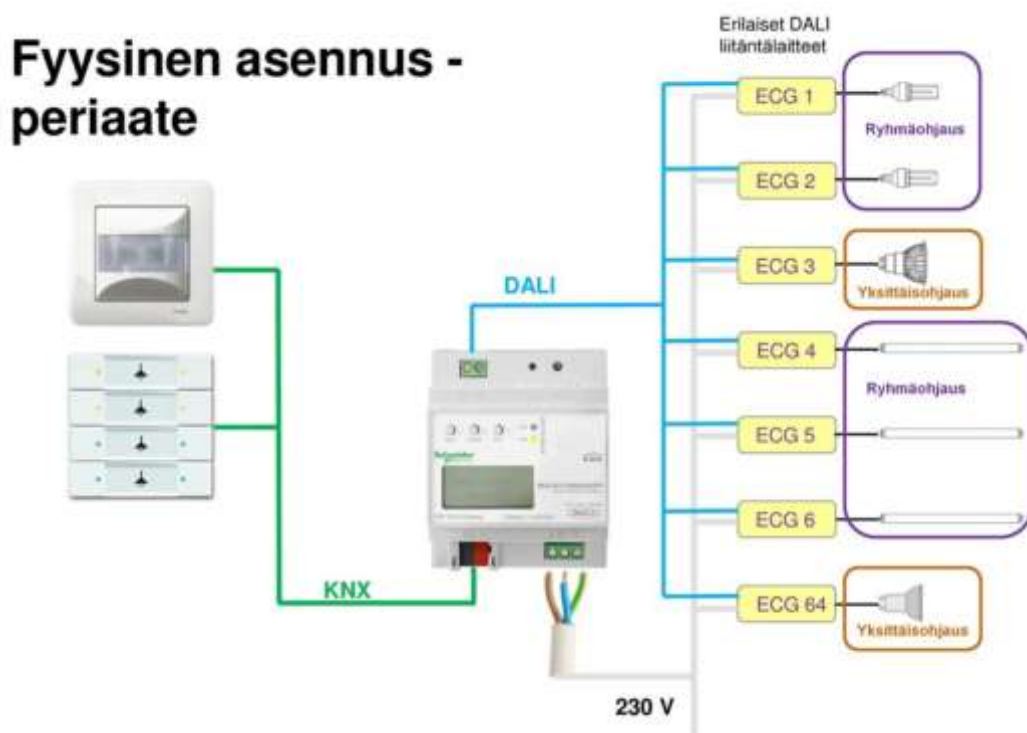 Fyysinen asennus -
periaate
Erilaiset DALI
liitäntälaitteet
ECG 1
Ryhmäohjaus
ECG 2
ECG 3
Yksittäisohjaus
DALI
ECG 4
Ryhmäohjaus
ECG 5
Schneider
ECG 6
KNX
ECG 64
Yksittäisohjaus
230 V